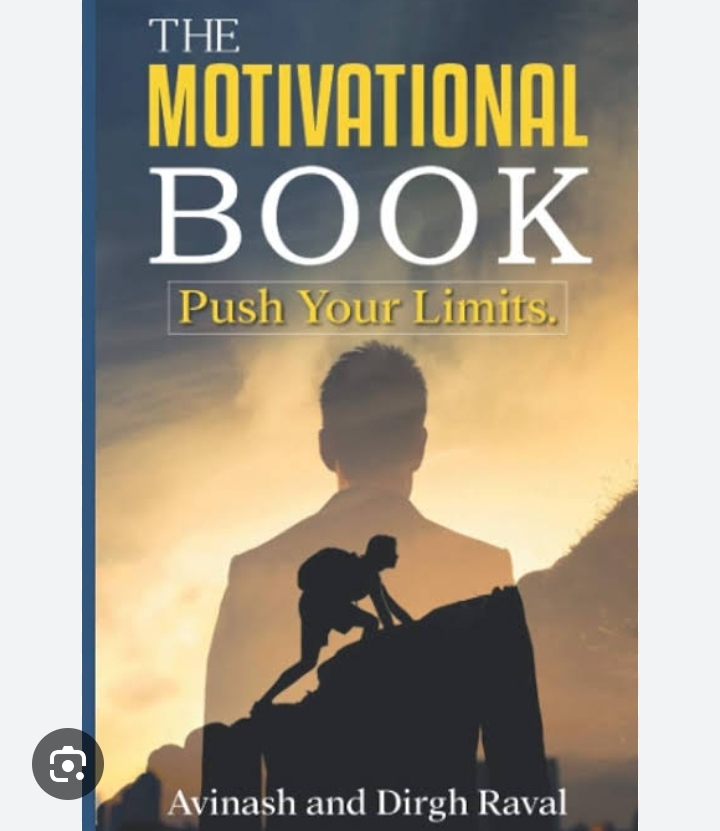 THE
MOTIVATIONAL
BOOK
Push Your Limits.
Avinash and Dirgh Raval